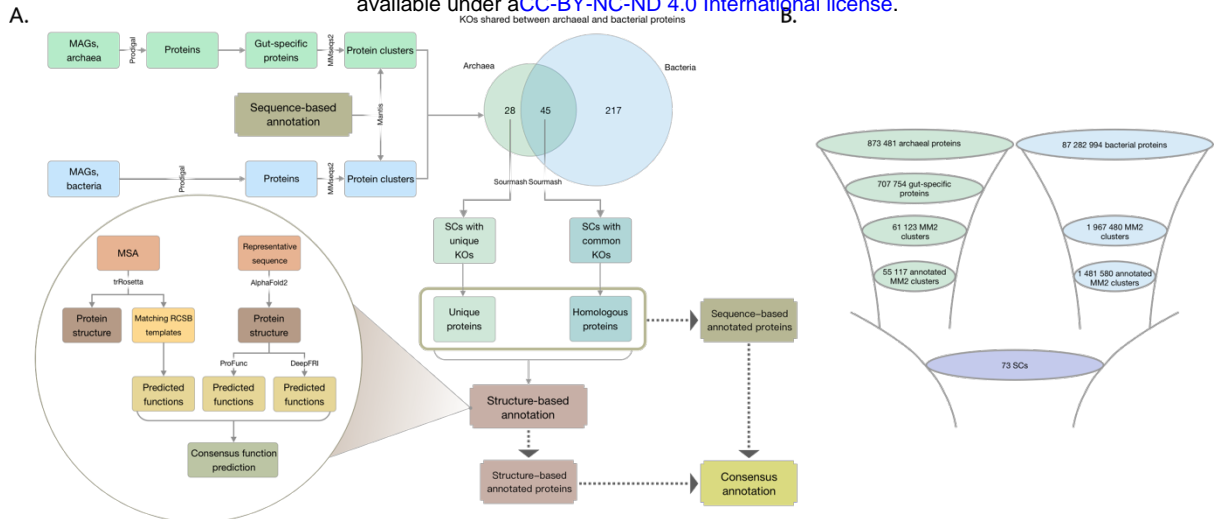 available under aCC-BY-NC-ND 4.0 International license.
A.
B.
KOs shared between archaeal and bacterial proteins
MAGs,
archaea
Prodigal
Proteins
Gut-specific
proteins
MMseqs2
Protein clusters
Archaea
Bacteria
28
45
217
Sequence-based
annotation
Mantis
MAGs,
bacteria
Prodigal
Proteins
MMseqs2
Protein clusters
Sourmash
Sourmash
SCs with
unique
KOs
SCs with
common
KOs
Unique
proteins
Homologous
proteins
Sequence–based
annotated proteins
MSA
Representative
sequence
trRosetta
AlphaFold2
Protein
structure
Matching RCSB
templates
Protein
structure
ProFunc
DeepFRI
Predicted
functions
Predicted
functions
Predicted
functions
Consensus function
prediction
Structure-based
annotation
Structure–based
annotated proteins
Consensus
annotation
873 481 archaeal proteins
87 282 994 bacterial proteins
707 754 gut-specific
proteins
61 123 MM2
clusters
1 967 480 MM2
clusters
55 117 annotated
MM2 clusters
1 481 580 annotated
MM2 clusters
73 SCs